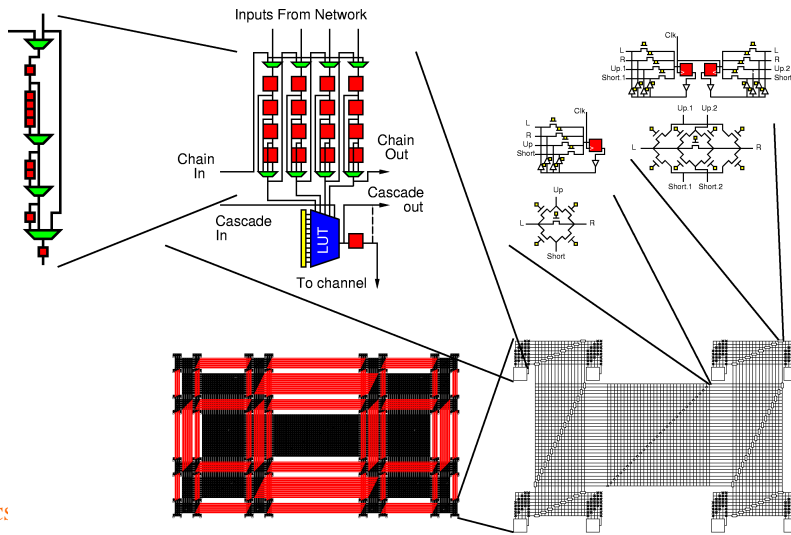 Inputs From Network
Chain
In
Chain
Out
Cascade
out
Cascade
In
LUT
To channel
Clk
L
R
Up
Short
Up
L
R
Short
Clk
L
R
Up.1
Short.1
L
R
Up.2
Short.2
Up.1 Up.2
L
R
Short.1 Short.2